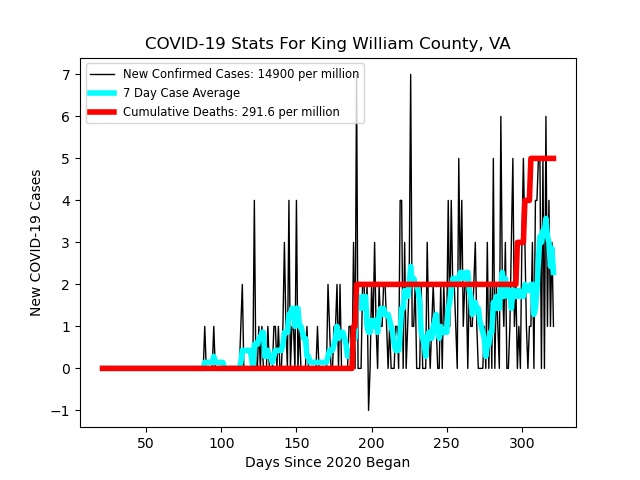 COVID-19 Stats For King William County, VA
New Confirmed Cases: 14900 per million
7 Day Case Average
Cumulative Deaths: 291.6 per million
New COVID-19 Cases
7
6
5
4
3
2
1
0
−1
50 100 150 200 250 300
Days Since 2020 Began